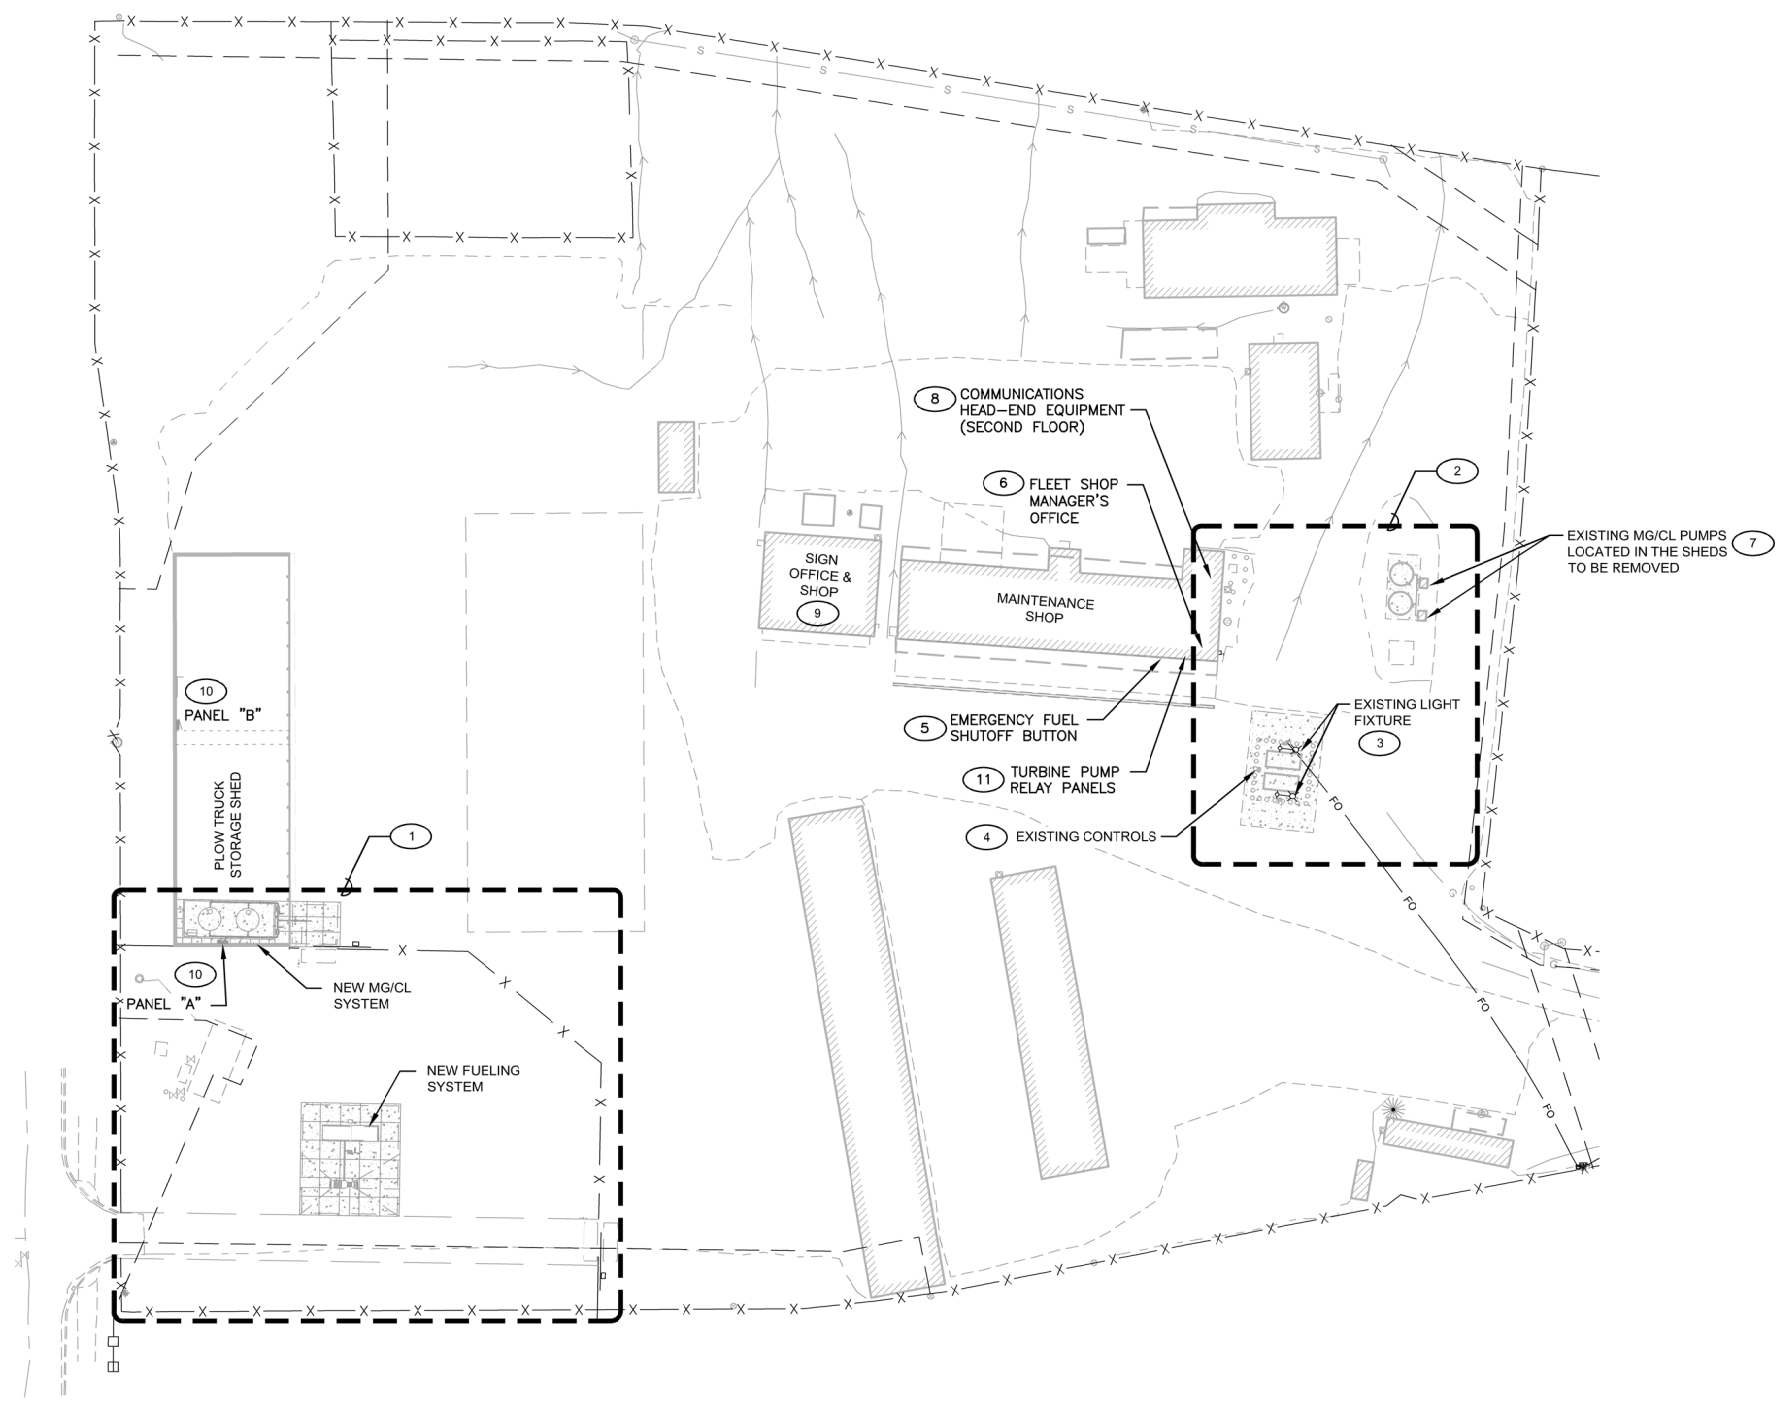 S
S
S
S
S
S
8
COMMUNICATIONS
HEAD-END EQUIPMENT
(SECOND FLOOR)
6
FLEET SHOP
MANAGER'S
OFFICE
2
EXISTING MG/CL PUMPS
LOCATED IN THE SHEDS
TO BE REMOVED
7
SIGN
OFFICE &
SHOP
9
MAINTENANCE
SHOP
10
PANEL "B"
5
EMERGENCY FUEL
SHUTOFF BUTTON
EXISTING LIGHT
FIXTURE
3
11
TURBINE PUMP
RELAY PANELS
PLOW TRUCK
STORAGE SHED
1
4
EXISTING CONTROLS
FO
FO
FO
FO
10
PANEL "A"
NEW MG/CL
SYSTEM
NEW FUELING
SYSTEM